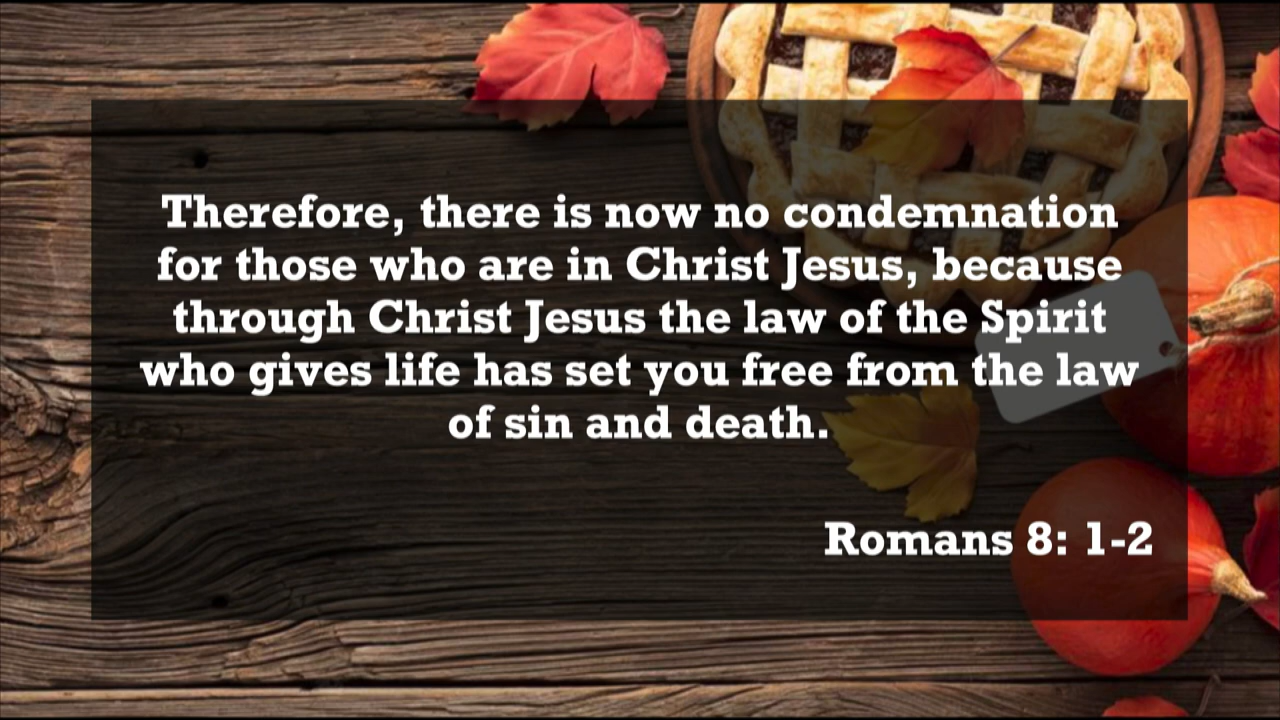 Therefore, there is now no condemnation
for those who are in Christ Jesus, because
through Christ Jesus the law of the Spirit
who gives life has set you free from the law
of sin and death.
Romans 8: 1-2